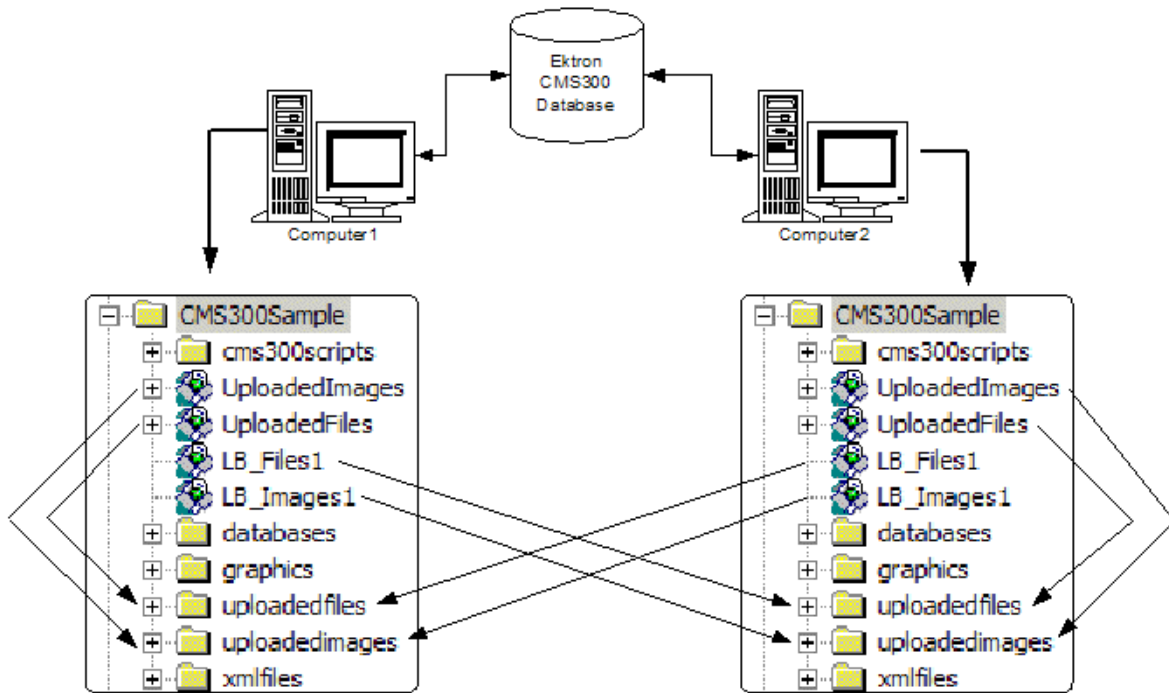 Ektron
CMS300
Database
Computer1
Computer2
CMS300Sample
cms300scripts
UploadedImages
UploadedFiles
LB_Files1
LB_Images1
databases
graphics
uploadedfiles
uploadedimages
xmlfiles
CMS300Sample
cms300scripts
UploadedImages
UploadedFiles
LB_Files1
LB_Images1
databases
graphics
uploadedfiles
uploadedimages
xmlfiles